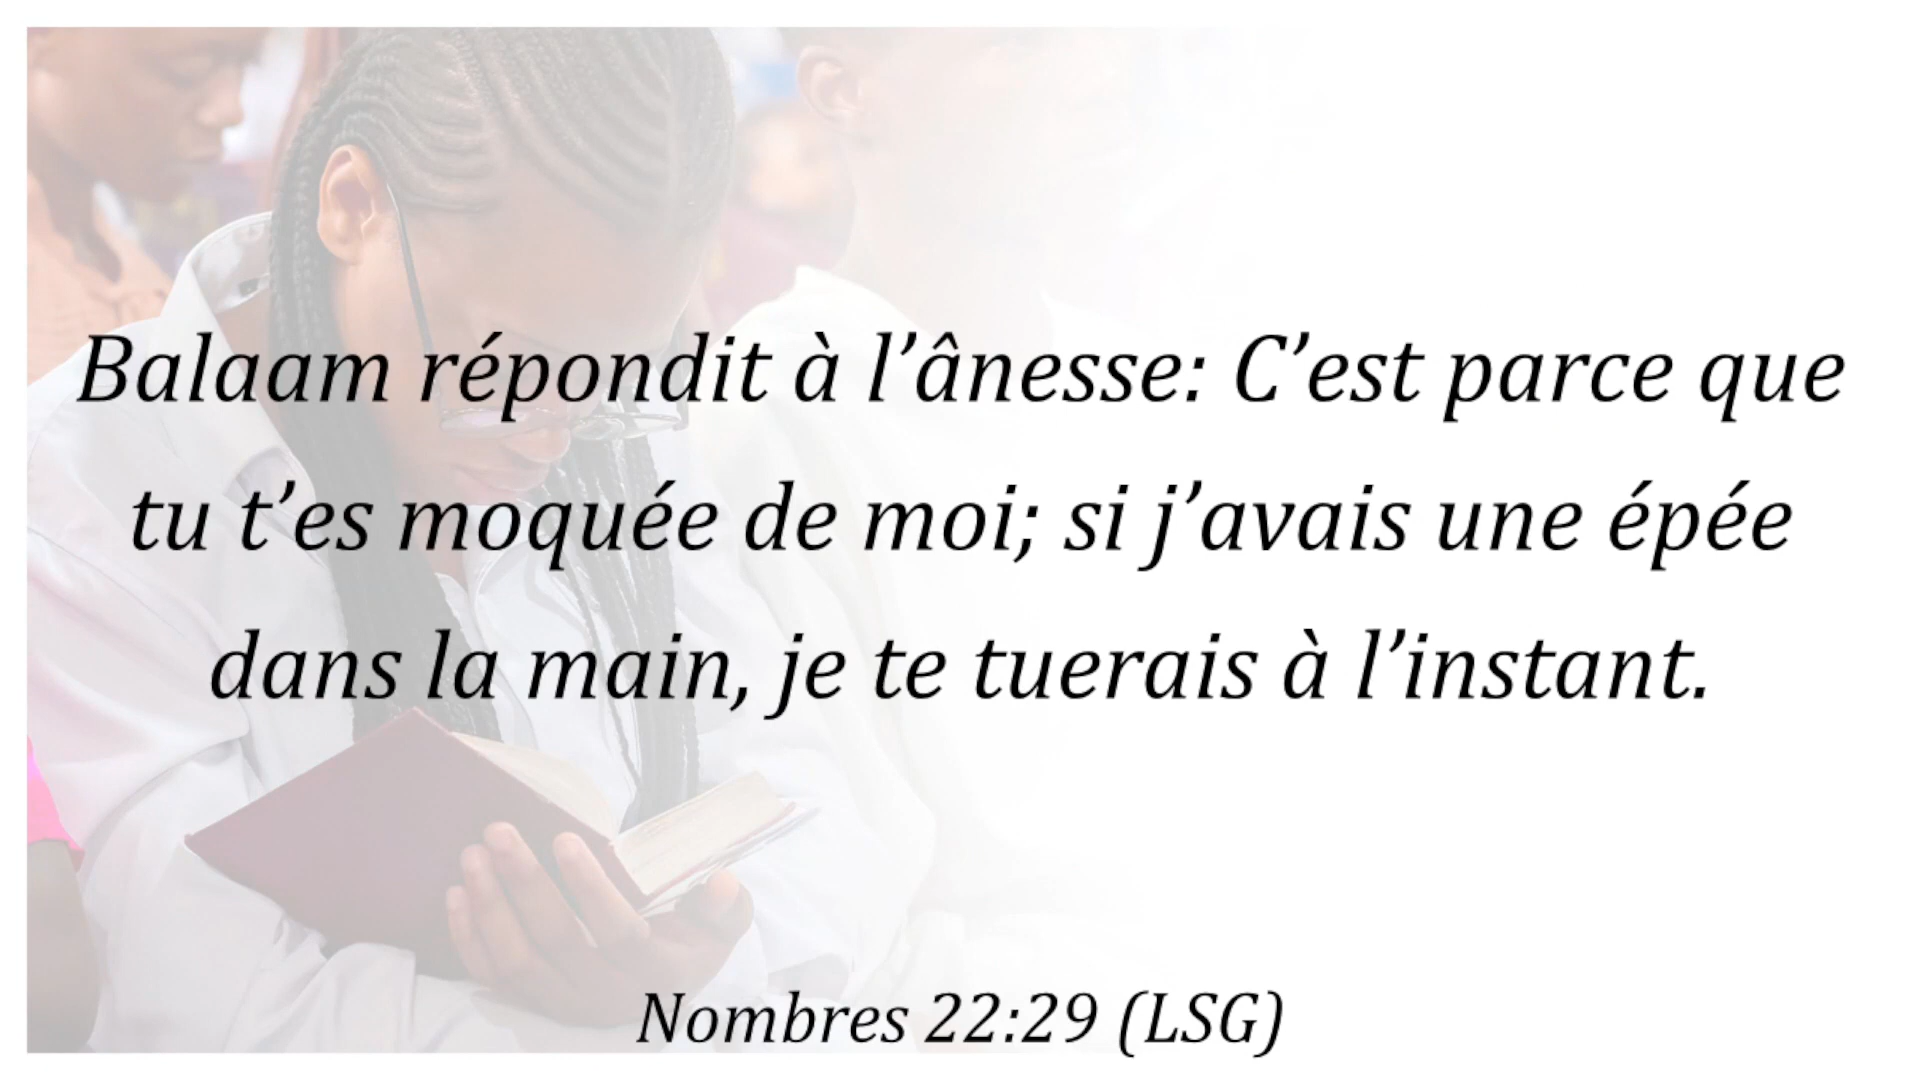 Balaam répondit à l’ânesse: C’est parce que
tu t’es moquée de moi; si j’avais une épée
dans la main, je te tuerais à l’instant.
Nombres 22:29 (LSG)